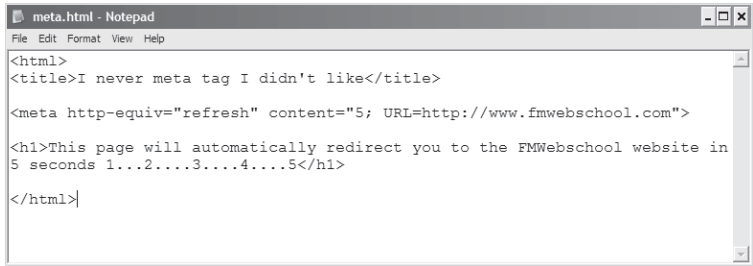 meta.html - Notepad
File Edit Format View Help
<html>
<title>I never meta tag I didn't like</title>
<meta http-equiv="refresh" content="5; URL=http://www.fmwebschool.com">
<h1>This page will automatically redirect you to the FMWebschool website in
5 seconds 1...2....3....4....5</h1>
</html>